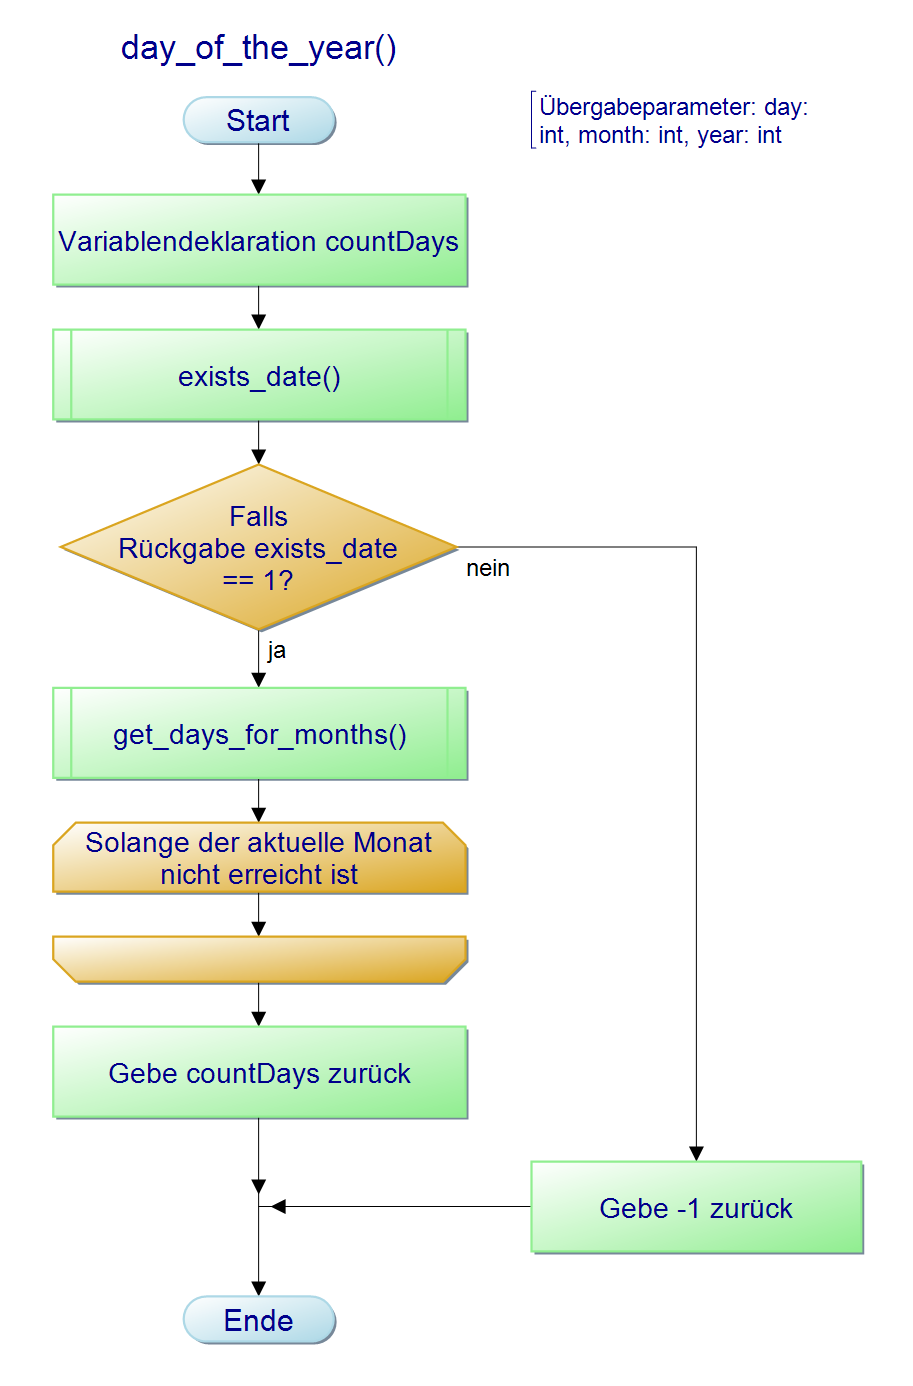 day_of_the_year()
Start
Übergabeparameter: day:
int, month: int, year: int
Variablendeklaration countDays
exists_date()
Falls
Rückgabe exists_date
== 1?
nein
ja
get_days_for_months()
Solange der aktuelle Monat
nicht erreicht ist
Gebe countDays zurück
Gebe -1 zurück
Ende